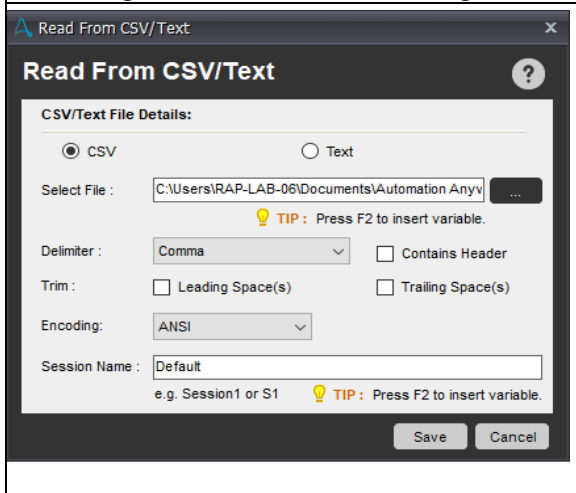 Read From CSV/Text x
Read From CSV/Text ?
CSV/Text File Details:
CSV Text
Select File : C:\Users\RAP-LAB-06\Documents\Automation Anyw ...
TIP : Press F2 to insert variable.
Delimiter : Comma Contains Header
Trim : Leading Space(s) Trailing Space(s)
Encoding: ANSI
Session Name : Default
e.g. Session1 or S1 TIP : Press F2 to insert variable.
Save Cancel